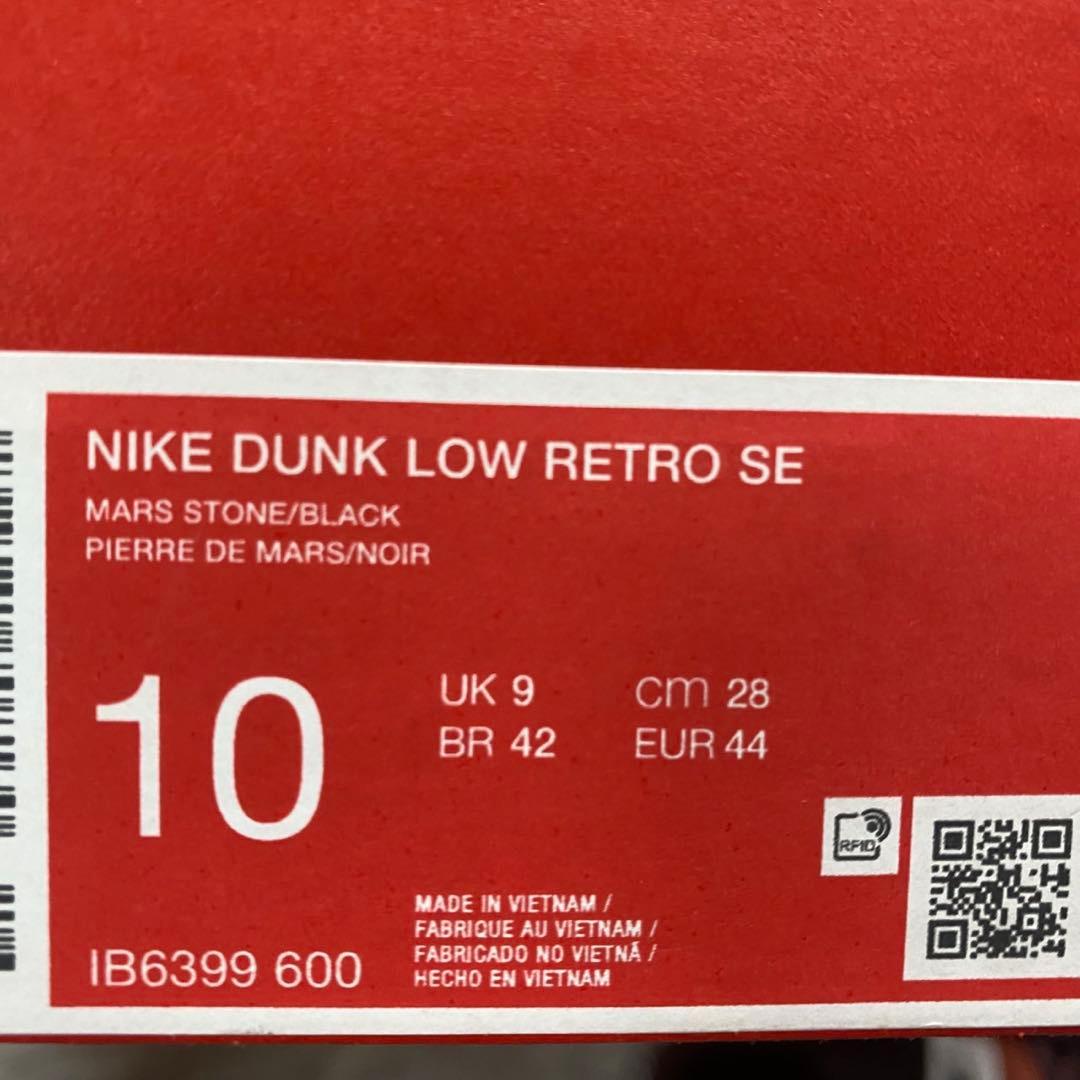 NIKE DUNK LOW RETRO SE
MARS STONE/BLACK
PIERRE DE MARS/NOIR
10
UK 9
cm 28
BR 42
EUR 44
RFID
MADE IN VIETNAM /
FABRIQUE AU VIETNAM /
FABRICADO NO VIETNÃ /
HECHO EN VIETNAM
IB6399 600